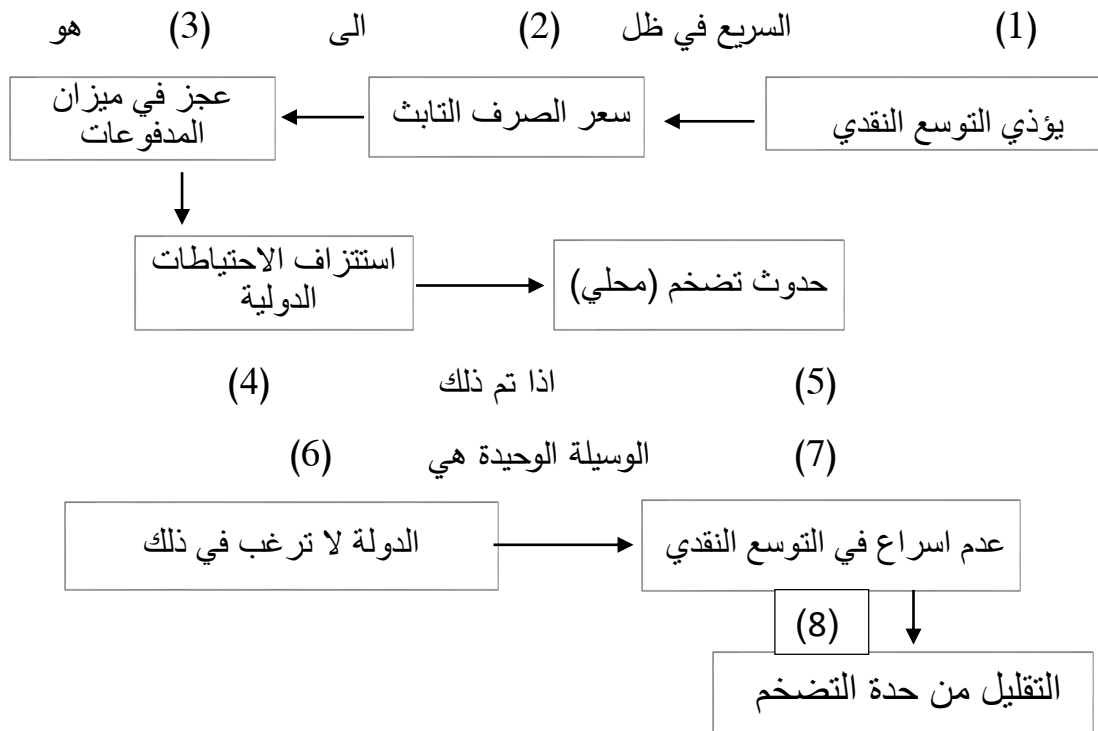 (1) السريع في ظل (2) الى (3) هو
يؤذي التوسع النقدي
سعر الصرف التابث
عجز في ميزان
المدفوعات
استتزاف الاحتياطات
الدولية
حدوث تضخم (محلي)
(5) اذا تم ذلك (4)
(7) الوسيلة الوحيدة هي (6)
الدولة لا ترغب في ذلك
عدم اسراع في التوسع النقدي
(8)
التقليل من حدة التضخم